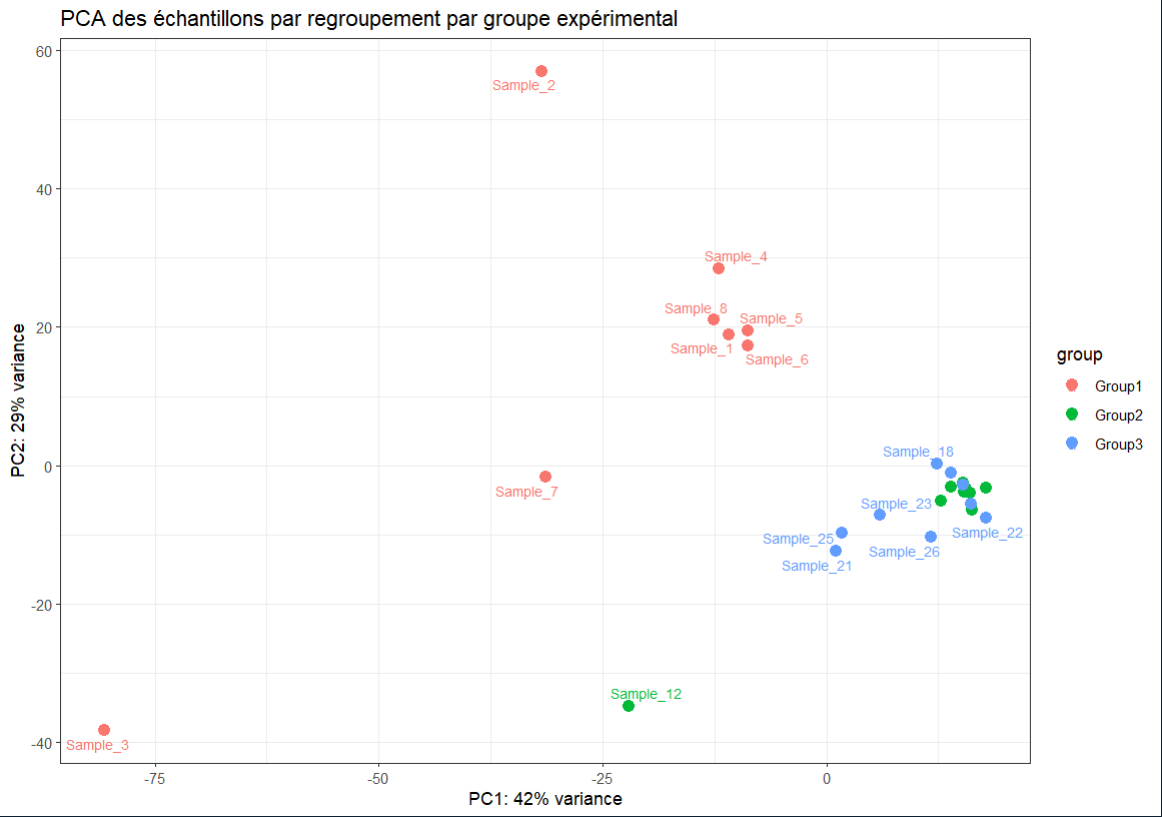 PCA des échantillons par regroupement par groupe expérimental
60
40
20
0
-20
-40
PC2: 29% variance
Sample_2
Sample_4
Sample_8
Sample_5
Sample_1
Sample_6
Sample_18
Sample_7
Sample_23
Sample_22
Sample_25
Sample_26
Sample_21
Sample_12
Sample_3
group
Group1
Group2
Group3
-75
-50
-25
0
PC1: 42% variance